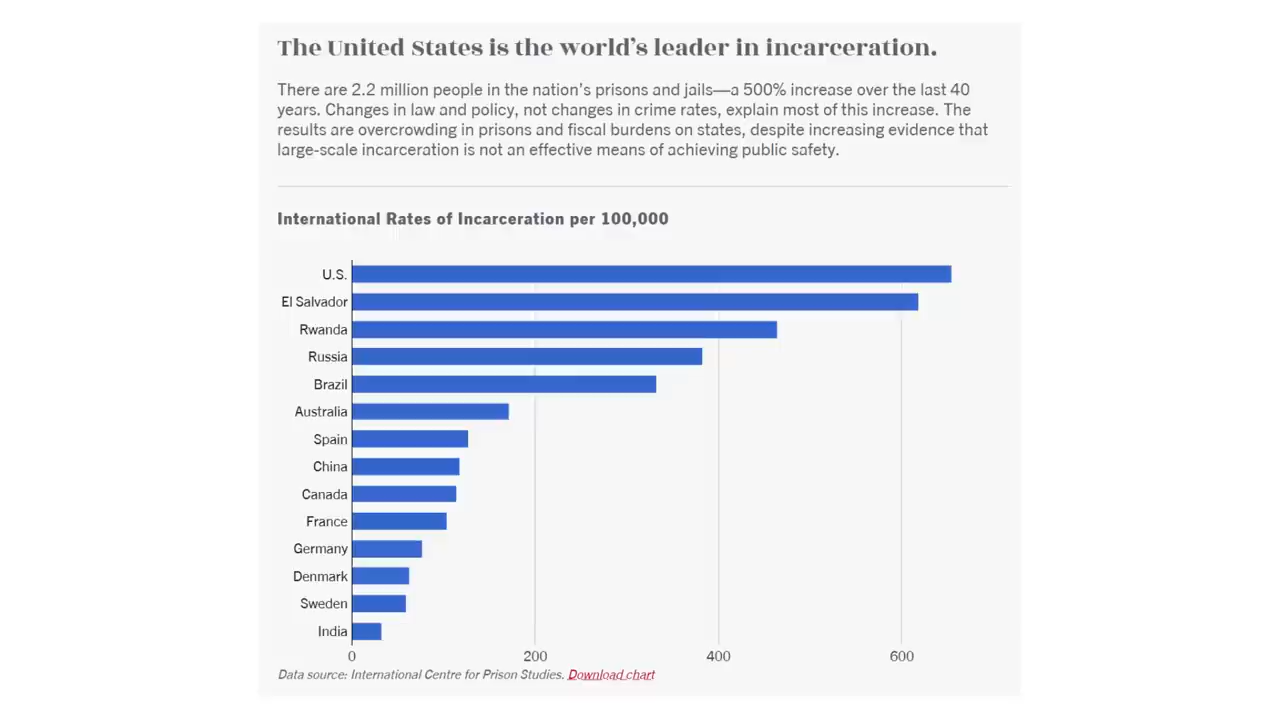 The United States is the world’s leader in incarceration.
There are 2.2 million people in the nation’s prisons and jails—a 500% increase over the last 40
years. Changes in law and policy, not changes in crime rates, explain most of this increase. The
results are overcrowding in prisons and fiscal burdens on states, despite increasing evidence that
large-scale incarceration is not an effective means of achieving public safety.
International Rates of Incarceration per 100,000
U.S.
El Salvador
Rwanda
Russia
Brazil
Australia
Spain
China
Canada
France
Germany
Denmark
Sweden
India
0 200 400 600
Data source: International Centre for Prison Studies. Download chart